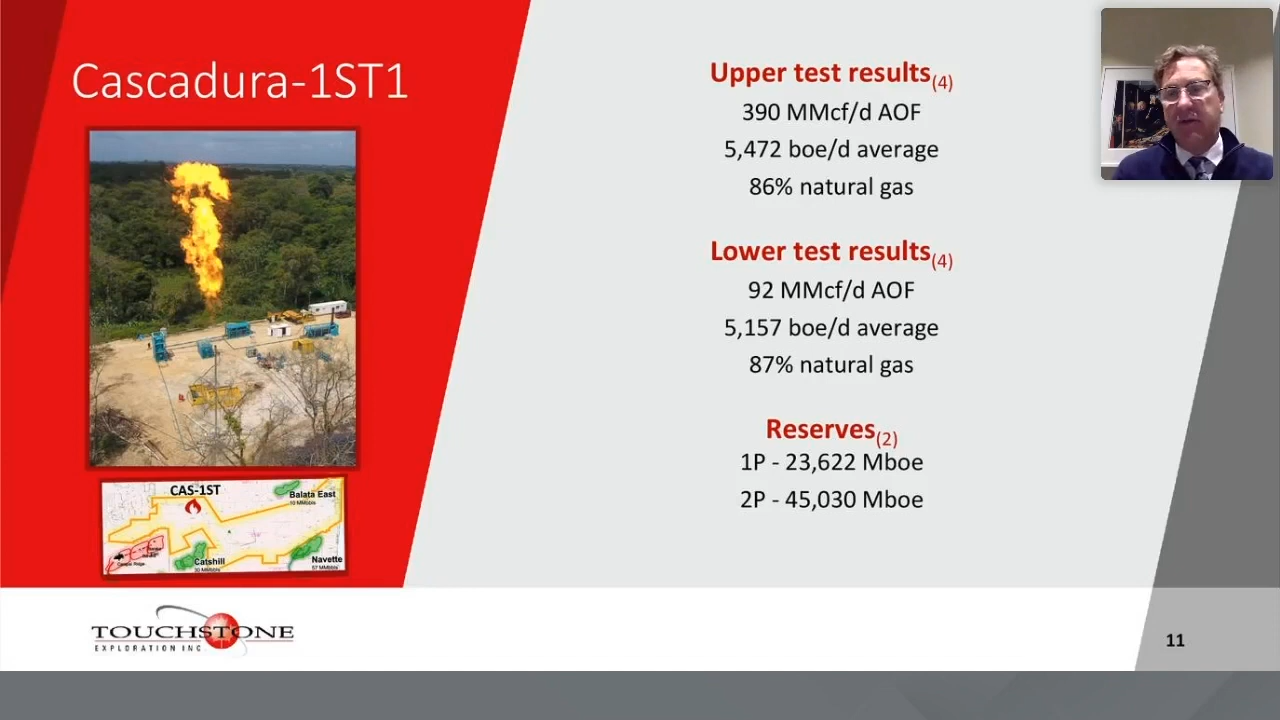 Cascadura-1ST1
Upper test results(4)
390 MMcf/d AOF
5,472 boe/d average
86% natural gas
Lower test results(4)
92 MMcf/d AOF
5,157 boe/d average
87% natural gas
Reserves(2)
1P - 23,622 Mboe
2P - 45,030 Mboe
CAS-1ST
Balata East
Catshill
Navette
TOUCHSTONE
EXPLORATION INC.
11